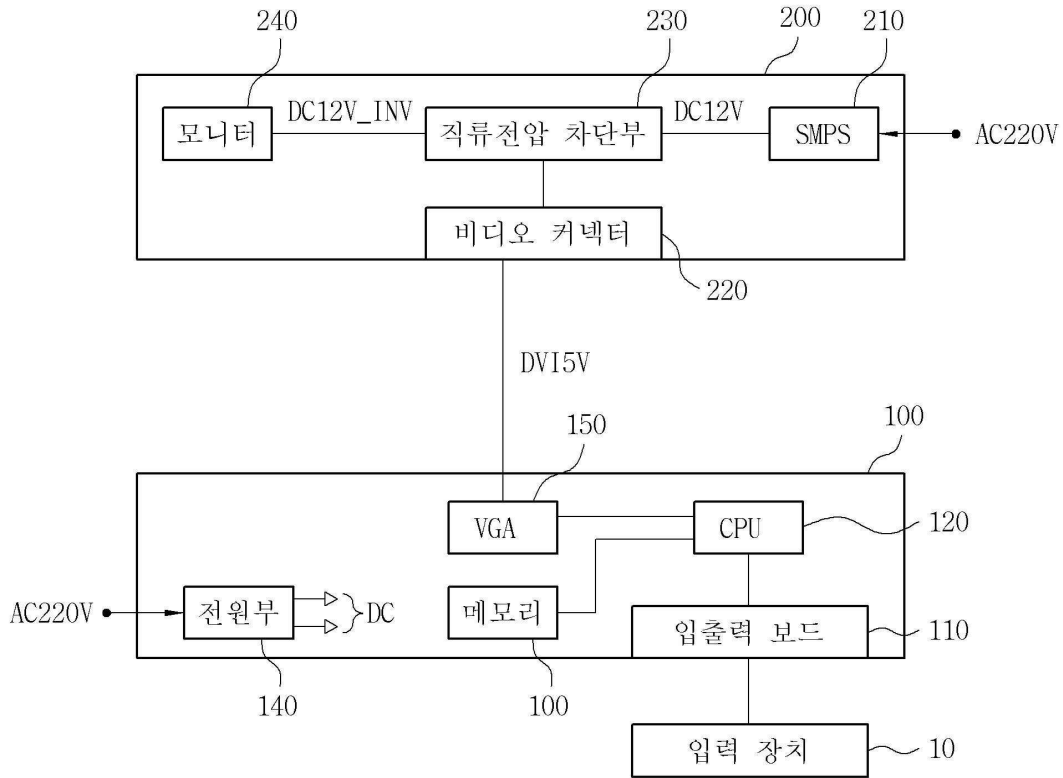 240
230
200
210
모니터
DC12V_INV
직류전압 차단부
DC12V
SMPS
AC220V
비디오 커넥터
220
DVI5V
150
100
VGA
CPU
120
AC220V
전원부
DC
메모리
입출력 보드
110
140
100
입력 장치
10